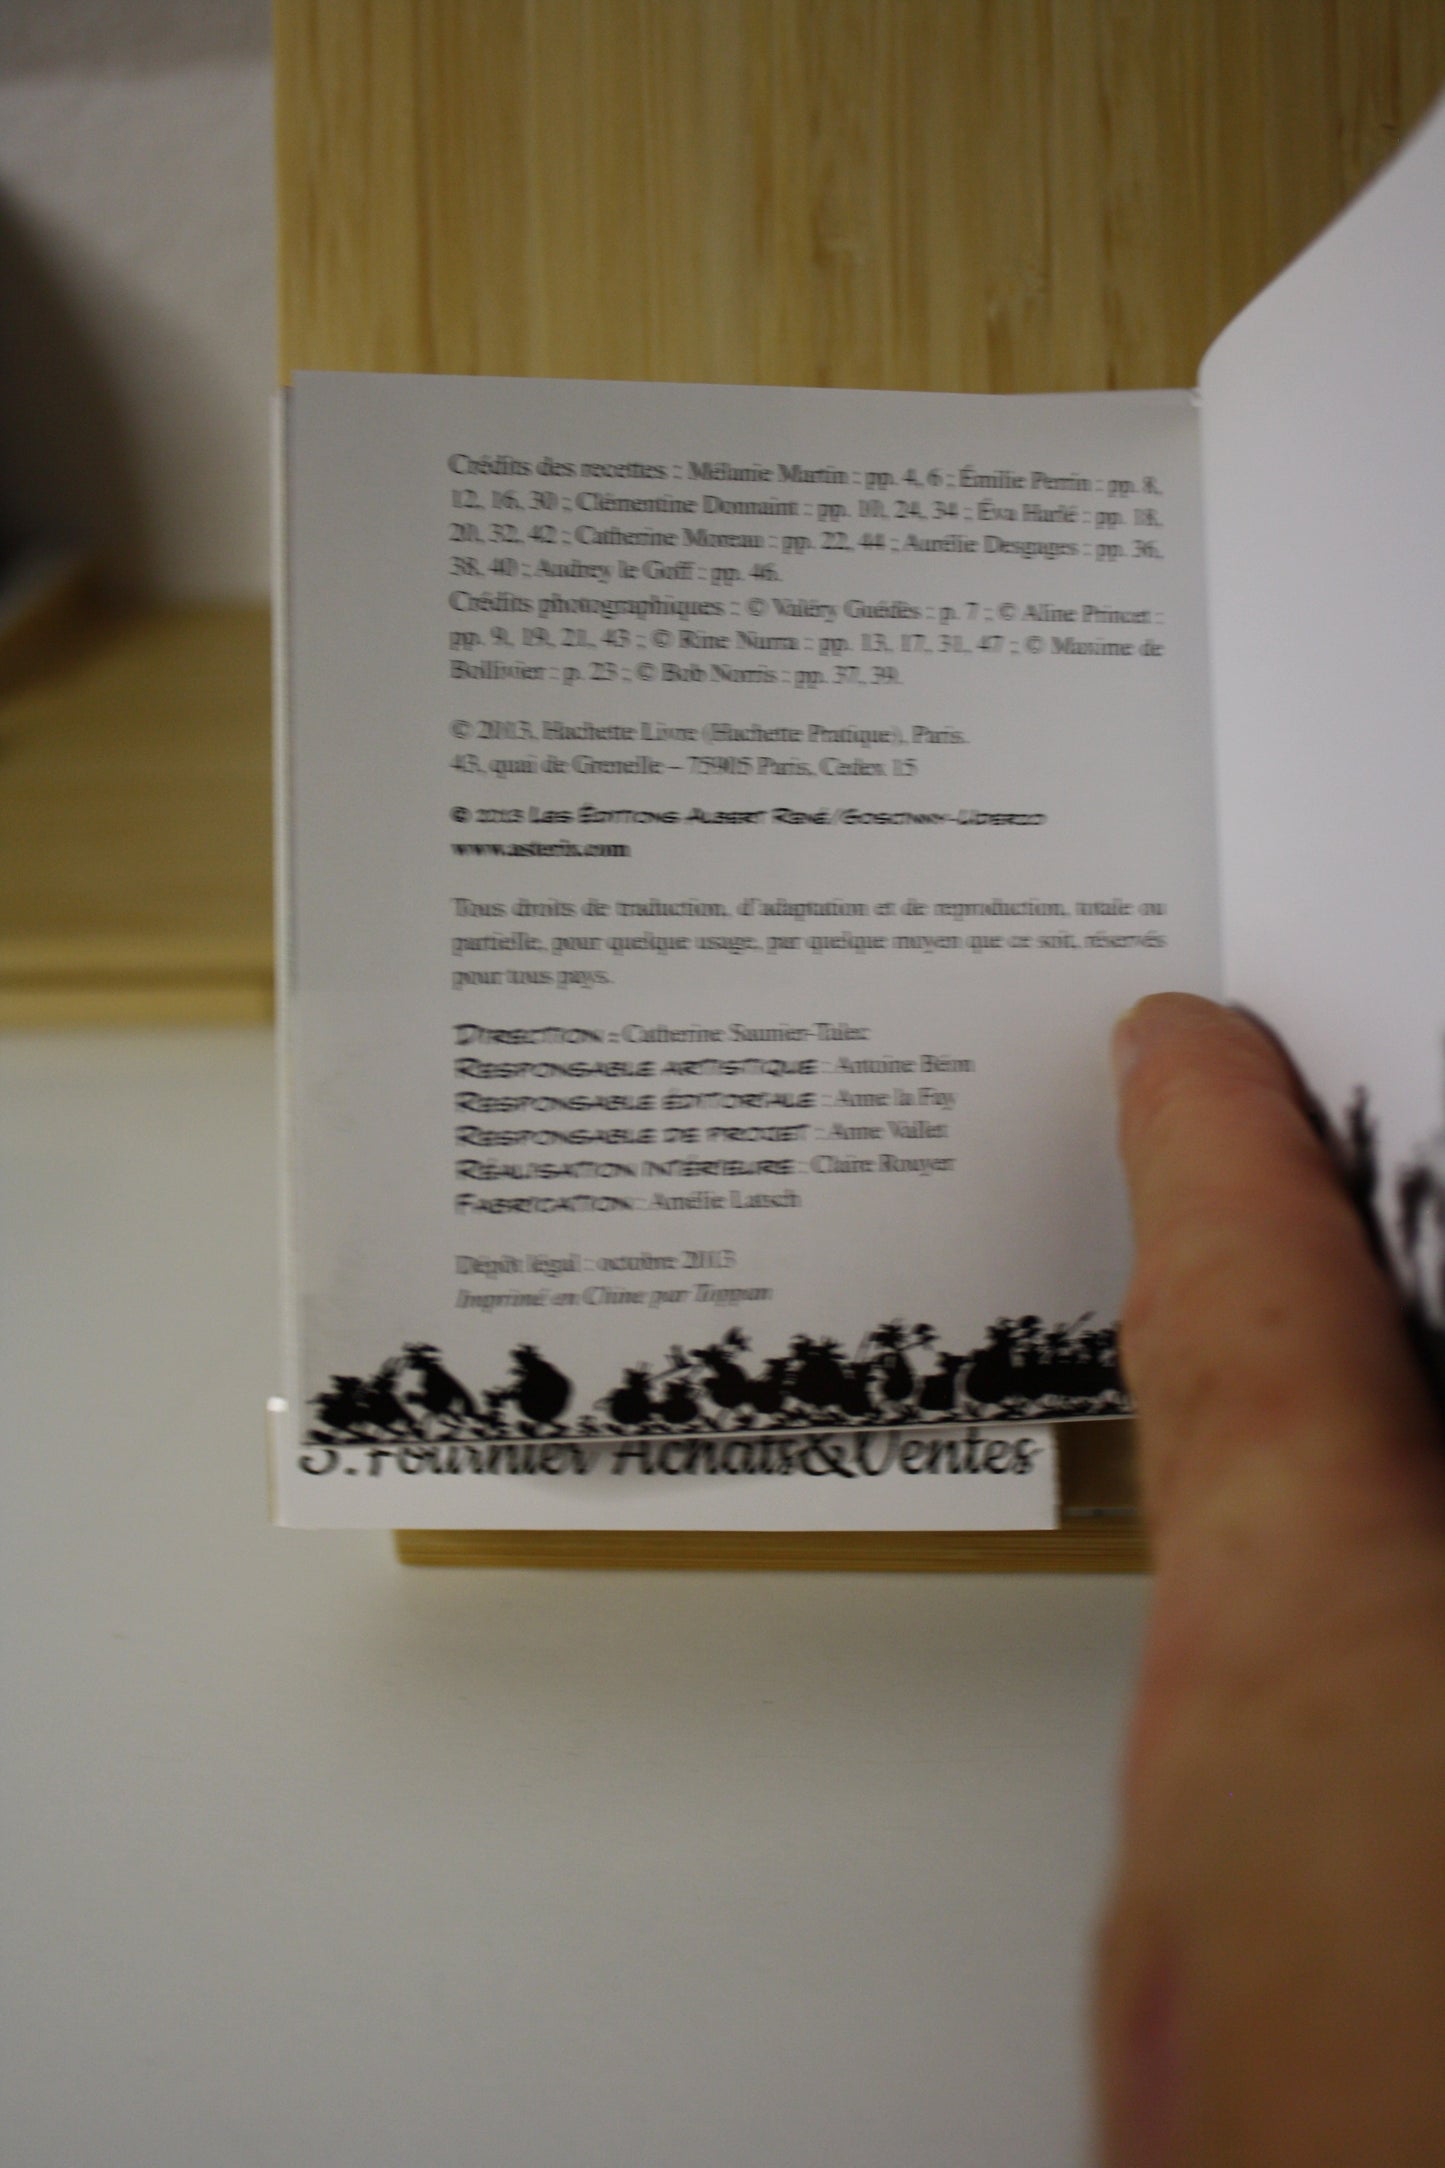 Crédits des recettes : Mélanie Martin : pp. 4, 6 ; Émilie Perrin : pp. 8,
12, 16, 30 ; Clémentine Donnaint : pp. 10, 24, 34 ; Éva Harlé : pp. 18,
20, 32, 42 ; Catherine Moreau : pp. 22, 44 ; Aurélie Desgages : pp. 36,
38, 40 ; Audrey le Goff : pp. 46.
Crédits photographiques : © Valéry Guédès : p. 7 ; © Aline Princet :
pp. 9, 19, 21, 43 ; © Rina Nurra : pp. 13, 17, 31, 47 ; © Maxime de
Bollivier : p. 23 ; © Bob Norris : pp. 37, 39.
© 2013, Hachette Livre (Hachette Pratique), Paris.
43, quai de Grenelle – 75905 Paris, Cedex 15
© 2013 Les Éditions Albert René/Goscinny-Uderzo
www.asterix.com
Tous droits de traduction, d'adaptation et de reproduction, totale ou
partielle, pour quelque usage, par quelque moyen que ce soit, réservés
pour tous pays.
Direction : Catherine Saunier-Talec
Responsable artistique : Antoine Béon
Responsable éditoriale : Anne la Fay
Responsable de projet : Anne Vallet
Réalisation intérieure : Claire Rouyer
Fabrication : Amélie Latsch
Dépôt légal : octobre 2013
Imprimé en Chine par Toppan
Fournier Achats&Ventes